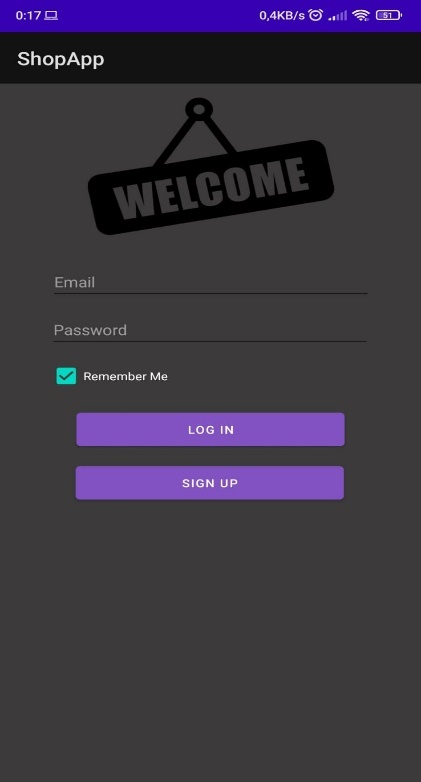 0:17 0,4KB/s 51
ShopApp
WELCOME
Email
Password
Remember Me
LOG IN
SIGN UP